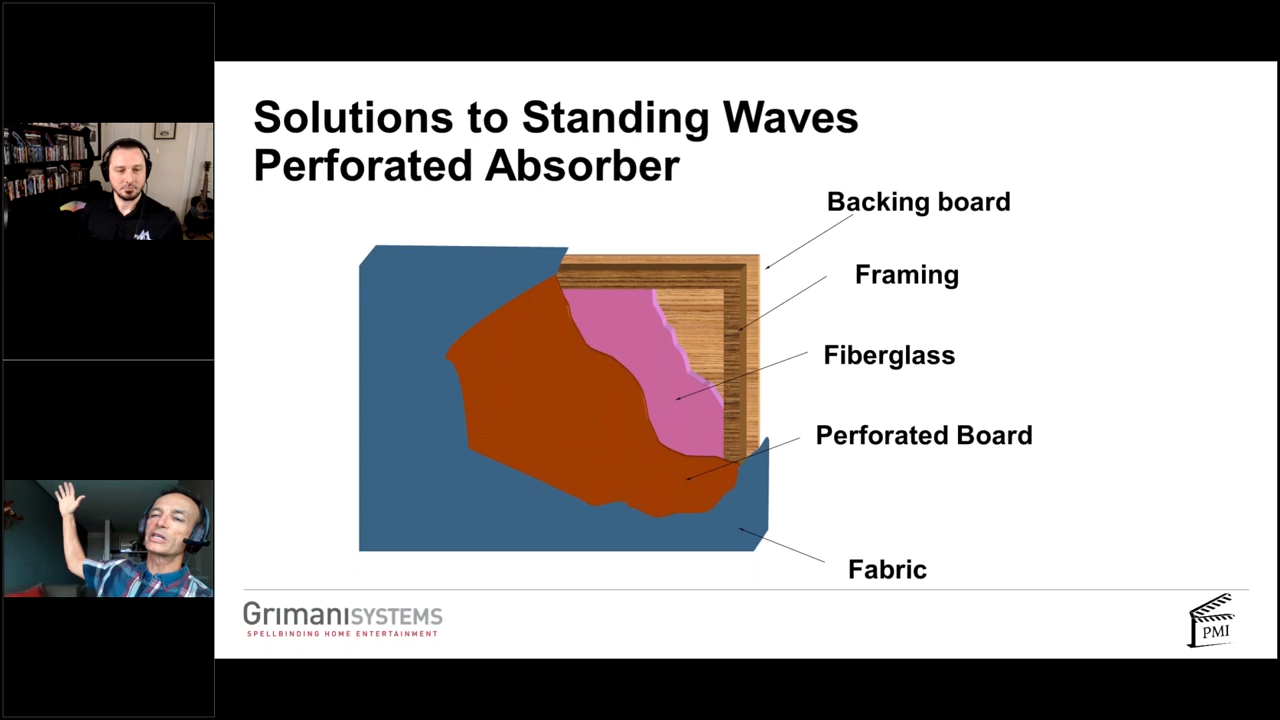 Solutions to Standing Waves
Perforated Absorber
Backing board
Framing
Fiberglass
Perforated Board
Fabric
GrimaniSYSTEMS
SPELLBINDING HOME ENTERTAINMENT
PMI